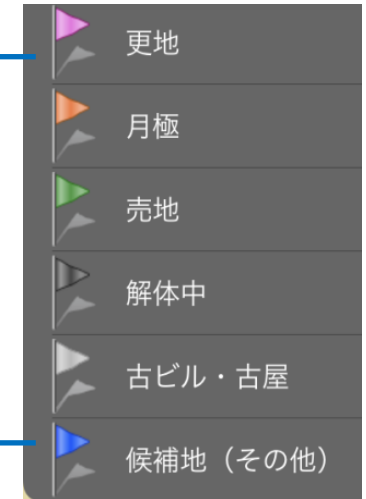 更地
月極
売地
解体中
古ビル・古屋
候補地（その他）